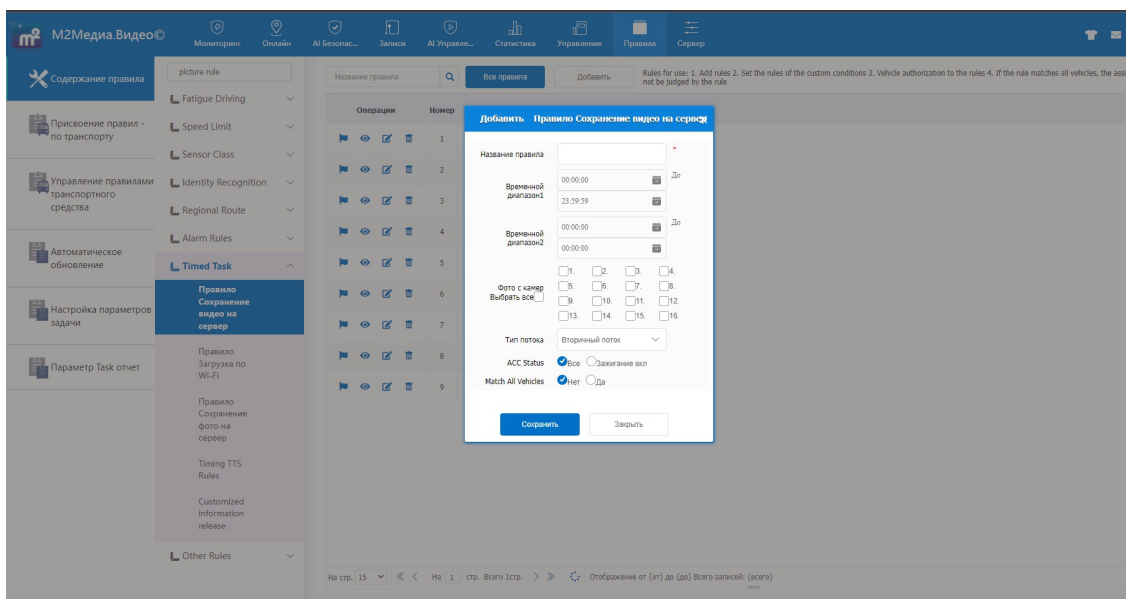 m²
М2Медиа.Видео©
Мониторинг
Онлайн
AI Безопас...
Записи
AI Управле...
Статистика
Управление
Правила
Сервер
Содержание правила
Присвоение правил -
по транспорту
Управление правилами
транспортного
средства
Автоматическое
обновление
Настройка параметров
задачи
Параметр Task отчет
picture rule
Fatigue Driving
Speed Limit
Sensor Class
Identity Recognition
Regional Route
Alarm Rules
Timed Task
Правило
Сохранение
видео на
сервер
Правило
Загрузка по
Wi-Fi
Правило
Сохранение
фото на
сервер
Timing TTS
Rules
Customized
information
release
Other Rules
Название правила
Все правила
Добавить
Rules for use: 1. Add rules 2. Set the rules of the custom conditions 3. Vehicle authorization to the rules 4. If the rule matches all vehicles, the
not be judged by the rule
Операции Номер
1
2
3
4
5
6
7
8
9
Добавить Правило Сохранение видео на сервер
Название правила *
Временной
диапазон1
00:00:00 До
23:59:59
Временной
диапазон2
00:00:00 До
00:00:00
Фото с камер
Выбрать все
1. 2. 3. 4.
5. 6. 7. 8.
9. 10. 11. 12.
13. 14. 15. 16.
Тип потока Вторичный поток
ACC Status Все Зажигание вкл
Match All Vehicles Нет Да
Сохранить Закрыть
На стр. 15 На 1 стр. Всего 1стр. Отображение от (от) до (до) Всего записей: (всего)